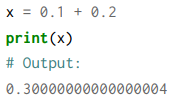 x = 0.1 + 0.2
print(x)
# Output:
0.30000000000000004